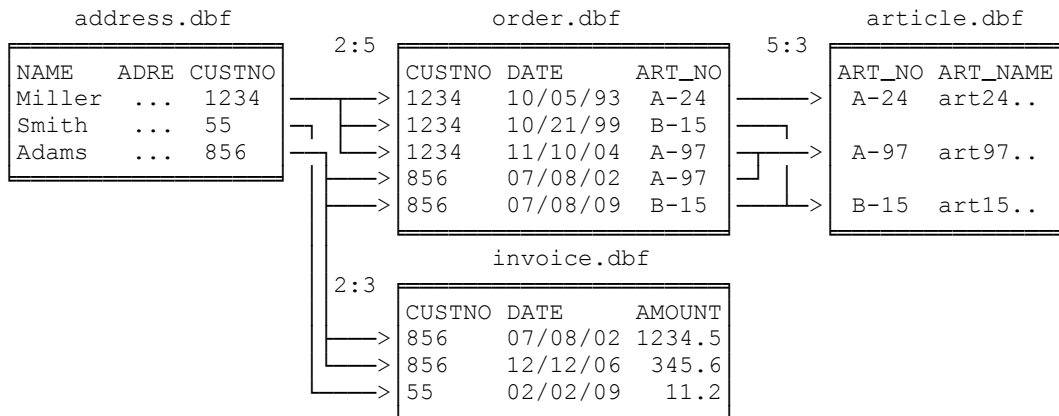 address.dbf order.dbf article.dbf
2:5 5:3
NAME ADRE CUSTNO CUSTNO DATE ART_NO ART_NO ART_NAME
Miller ... 1234 1234 10/05/93 A-24 A-24 art24..
Smith ... 55 1234 10/21/99 B-15
Adams ... 856 1234 11/10/04 A-97 A-97 art97..
856 07/08/02 A-97
856 07/08/09 B-15 B-15 art15..
invoice.dbf
2:3
CUSTNO DATE AMOUNT
856 07/08/02 1234.5
856 12/12/06 345.6
55 02/02/09 11.2